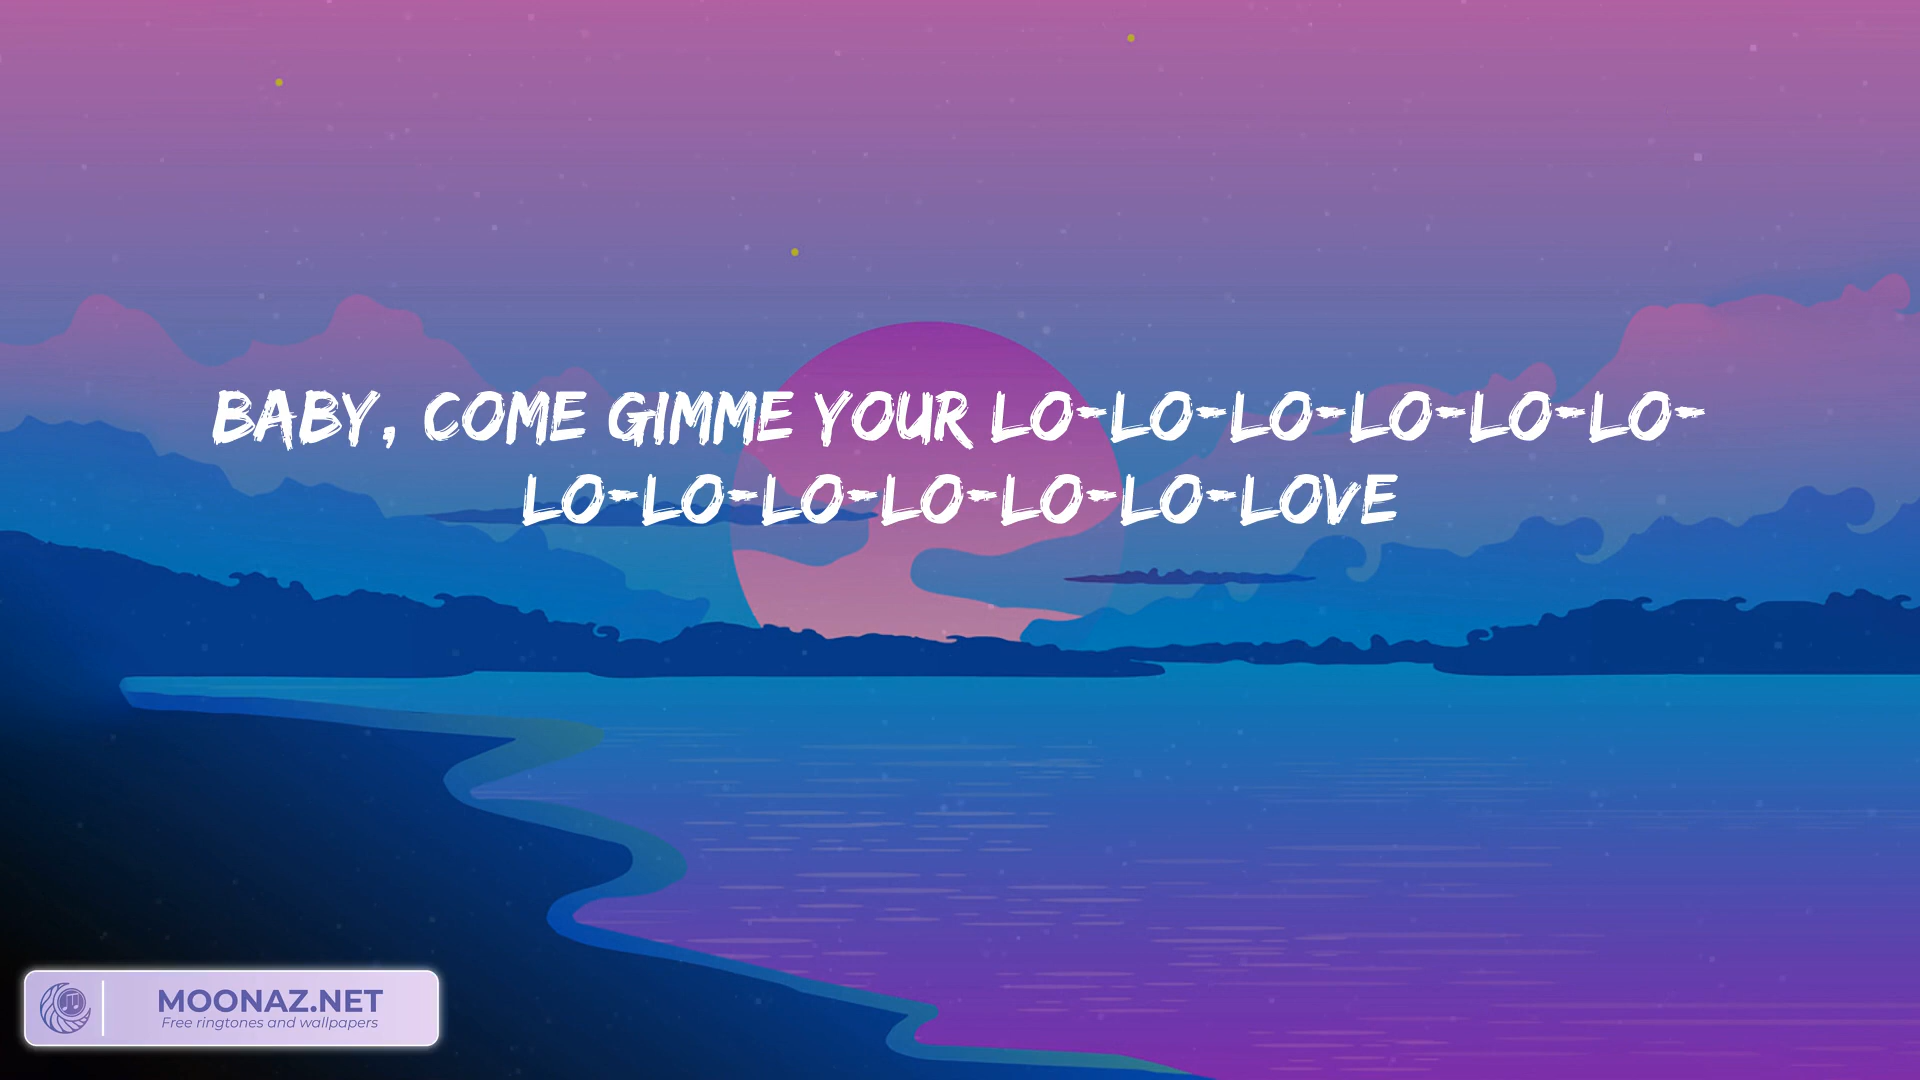 BABY, COME GIMME YOUR LO-LO-LO-LO-LO-LO-
LO-LO-LO-LO-LO-LO-LOVE
MOONAZ.NET
Free ringtones and wallpapers